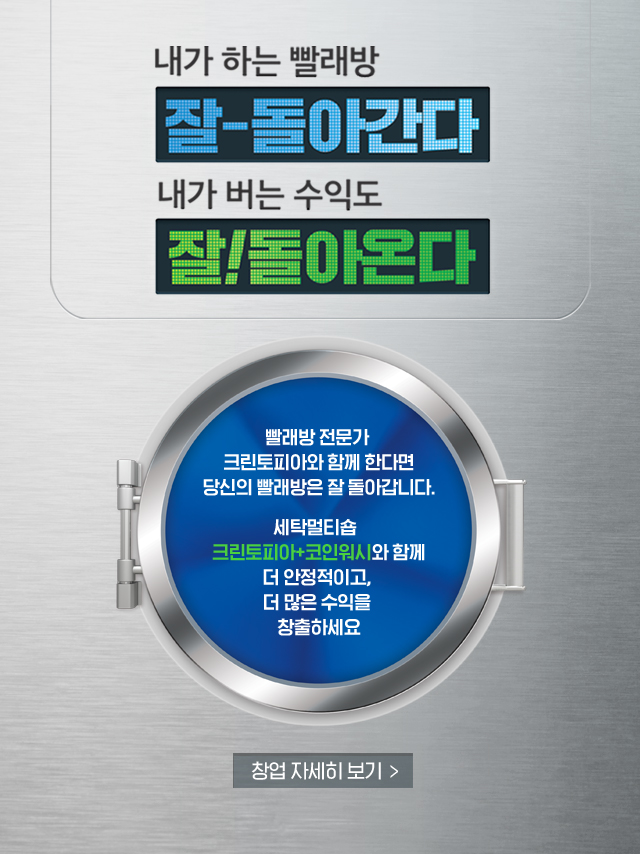 내가 하는 빨래방
잘-돌아간다
내가 버는 수익도
잘!돌아온다
빨래방 전문가
크린토피아와 함께 한다면
당신의 빨래방은 잘 돌아갑니다.
세탁멀티숍
크린토피아+코인워시와 함께
더 안정적이고,
더 많은 수익을
창출하세요
창업 자세히 보기 >